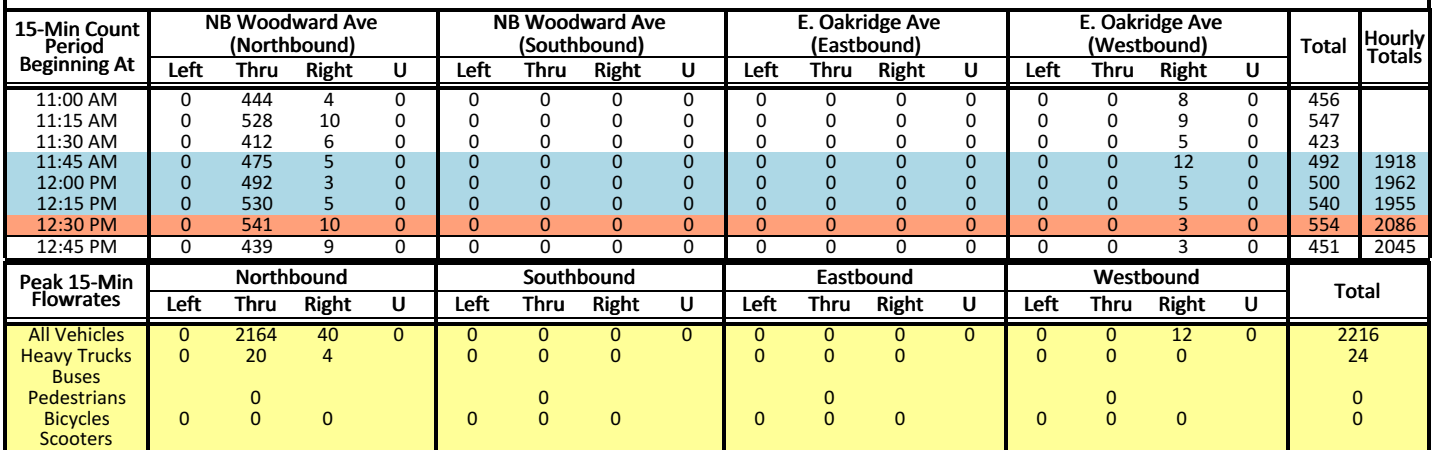 15-Min Count Period Beginning At | NB Woodward Ave (Northbound) | NB Woodward Ave (Southbound) | E. Oakridge Ave (Eastbound) | E. Oakridge Ave (Westbound) | Total | Hourly Totals
Left Thru Right U Left Thru Right U Left Thru Right U Left Thru Right U
11:00 AM 0 444 4 0 0 0 0 0 0 0 0 0 0 0 8 0 456
11:15 AM 0 528 10 0 0 0 0 0 0 0 0 0 0 0 9 0 547
11:30 AM 0 412 6 0 0 0 0 0 0 0 0 0 0 0 5 0 423
11:45 AM 0 475 5 0 0 0 0 0 0 0 0 0 0 0 12 0 492 1918
12:00 PM 0 492 3 0 0 0 0 0 0 0 0 0 0 0 5 0 500 1962
12:15 PM 0 530 5 0 0 0 0 0 0 0 0 0 0 0 5 0 540 1955
12:30 PM 0 541 10 0 0 0 0 0 0 0 0 0 0 0 3 0 554 2086
12:45 PM 0 439 9 0 0 0 0 0 0 0 0 0 0 0 3 0 451 2045
Peak 15-Min Flowrates | Northbound | Southbound | Eastbound | Westbound | Total
Left Thru Right U Left Thru Right U Left Thru Right U Left Thru Right U
All Vehicles 0 2164 40 0 0 0 0 0 0 0 0 0 0 0 12 0 2216
Heavy Trucks 0 20 4 0 0 0 0 0 0 0 0 0 24
Buses
Pedestrians 0 0 0 0 0
Bicycles 0 0 0 0 0 0 0 0 0 0 0 0 0
Scooters